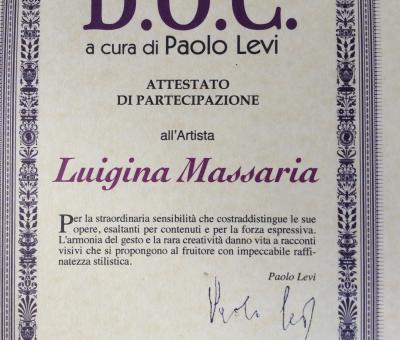 D.O.C.
a cura di Paolo Levi
ATTESTATO
DI PARTECIPAZIONE
all'Artista
Luigina Massaria
Per la straordinaria sensibilità che costraddistingue le sue
opere, esaltanti per contenuti e per la forza espressiva.
L'armonia del gesto e la rara creatività danno vita a racconti
visivi che si propongono al fruitore con impeccabile raffi-
natezza stilistica.
Paolo Levi
Paolo Levi